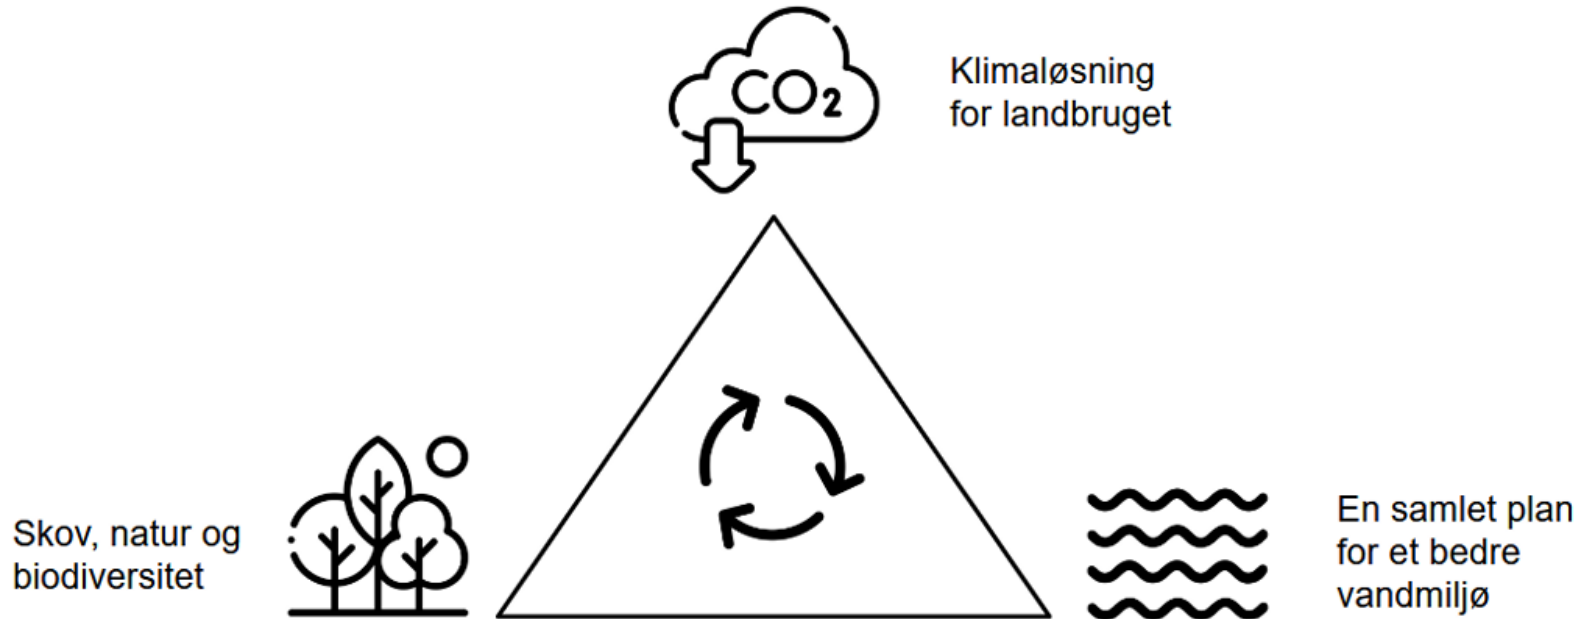 CO₂
Klimaløsning
for landbruget
Skov, natur og
biodiversitet
En samlet plan
for et bedre
vandmiljø